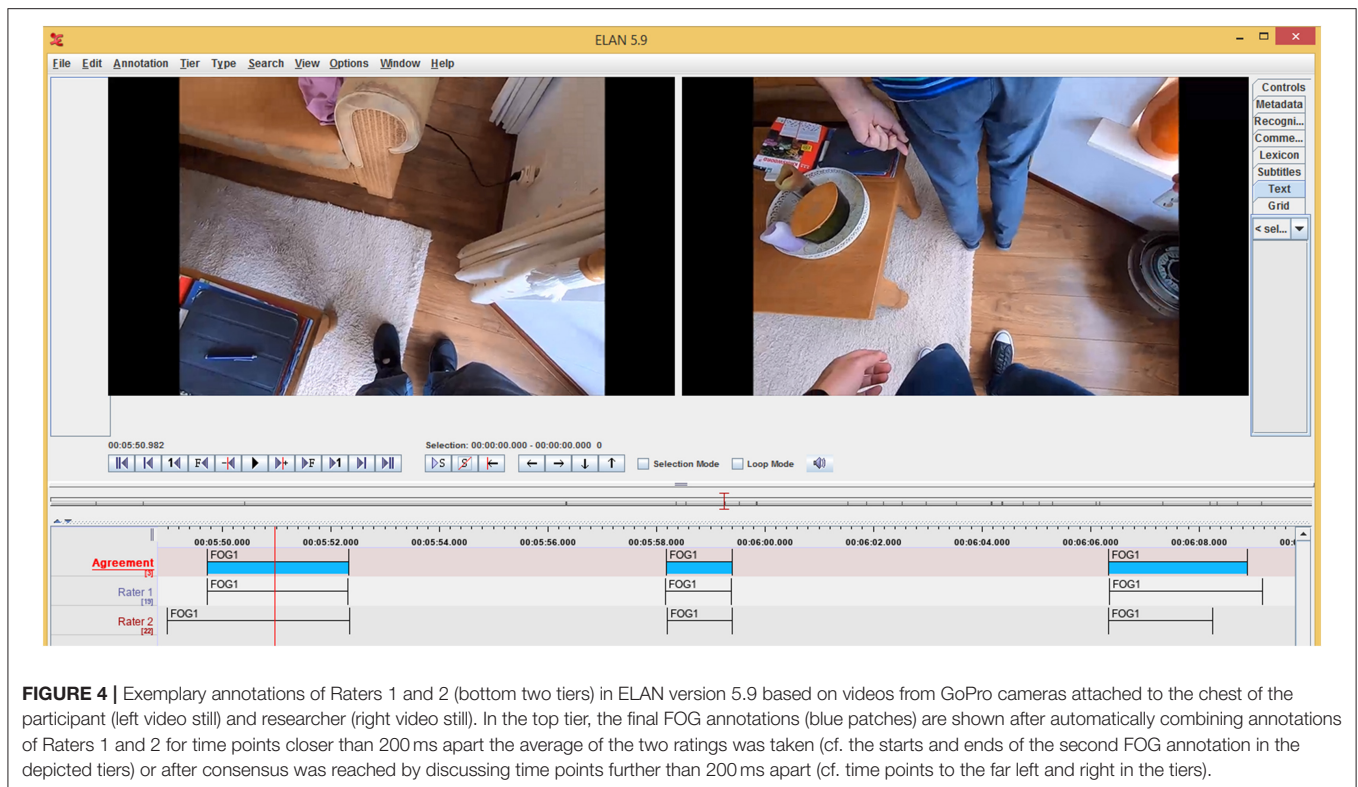 ELAN 5.9
File Edit Annotation Tier Type Search View Options Window Help
Controls
Metadata
Recogni...
Comme...
Lexicon
Subtitles
Text
Grid
< sel...
00:05:50.982
Selection: 00:00:00.000 - 00:00:00.000 0
1 F + F 1 S S Selection Mode Loop Mode
00:05:50.000 00:05:52.000 00:05:54.000 00:05:56.000 00:05:58.000 00:06:00.000 00:06:02.000 00:06:04.000 00:06:06.000 00:06:08.000 00:
Agreement FOG1 FOG1 FOG1
[3]
Rater 1 FOG1 FOG1 FOG1
[19]
Rater 2 FOG1 FOG1 FOG1
[22]
FIGURE 4 | Exemplary annotations of Raters 1 and 2 (bottom two tiers) in ELAN version 5.9 based on videos from GoPro cameras attached to the chest of the
participant (left video still) and researcher (right video still). In the top tier, the final FOG annotations (blue patches) are shown after automatically combining annotations
of Raters 1 and 2 for time points closer than 200 ms apart the average of the two ratings was taken (cf. the starts and ends of the second FOG annotation in the
depicted tiers) or after consensus was reached by discussing time points further than 200 ms apart (cf. time points to the far left and right in the tiers).